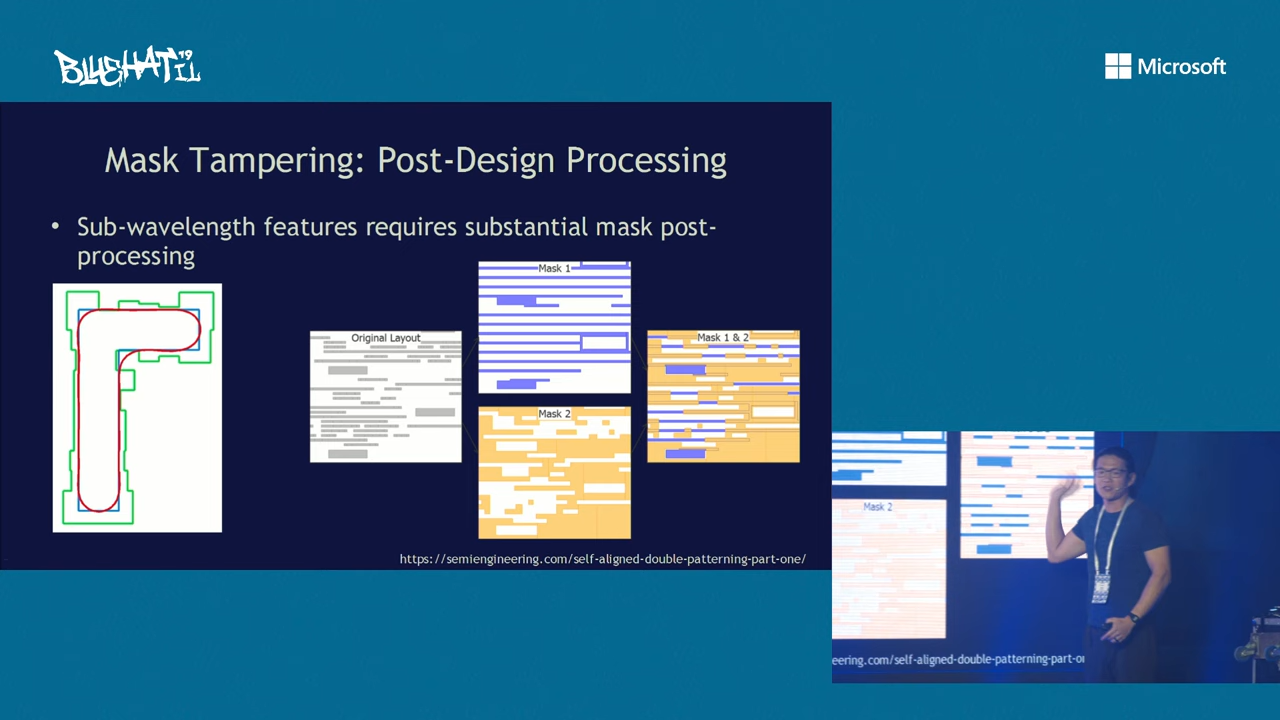 BLUEHAT IL '19
Microsoft
Mask Tampering: Post-Design Processing
• Sub-wavelength features requires substantial mask post-
processing
Mask 1
Original Layout
Mask 1 & 2
Mask 2
https://semiengineering.com/self-aligned-double-patterning-part-one/
Mask 2
eering.com/self-aligned-double-patterning-part-o